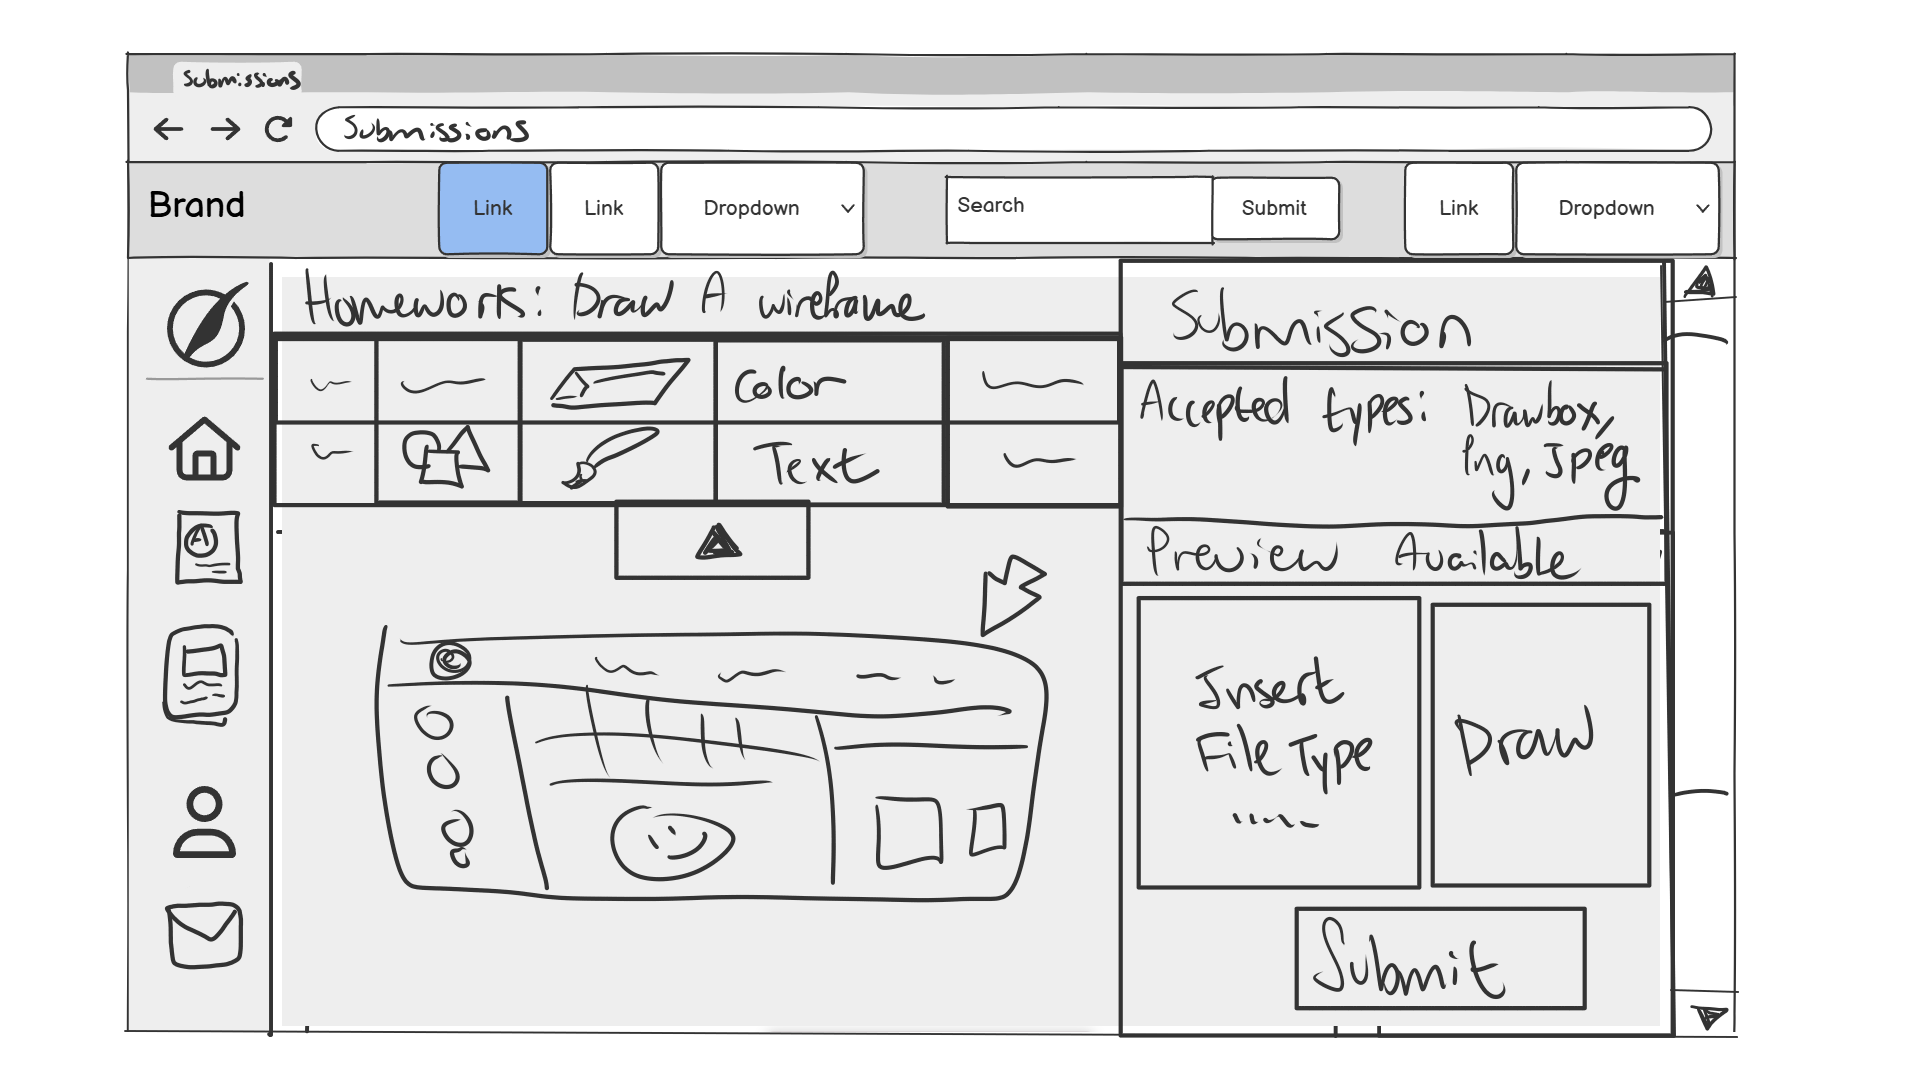 Submissions
Submissions
Brand
Link
Link
Dropdown
Search
Submit
Link
Dropdown
Homework: Draw A wireframe
Color
Text
A
Submission
Accepted types: Drawbox,
Png, Jpeg
Preview Available
Insert
File Type
Draw
Submit